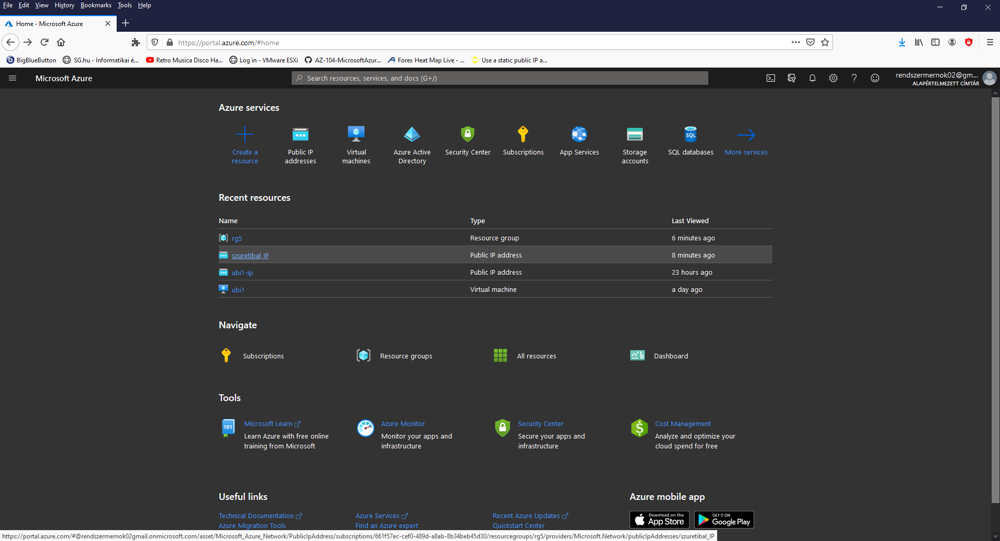 File Edit View History Bookmarks Tools Help
Home - Microsoft Azure
https://portal.azure.com/#home
BigBlueButton SG.hu - Informatikai é... Retro Musica Disco Ha... Log in - VMware ESXi AZ-104-MicrosoftAzur... Forex Heat Map Live - ... Use a static public IP a...
Microsoft Azure
Search resources, services, and docs (G+/)
rendszermernok02@gm...
ALAPÉRTELMEZETT CÍMTÁR
Azure services
Create a resource
Public IP addresses
Virtual machines
Azure Active Directory
Security Center
Subscriptions
App Services
Storage accounts
SQL
SQL databases
More services
Recent resources
Name Type Last Viewed
rg5 Resource group 6 minutes ago
szuretibal_IP Public IP address 8 minutes ago
ubi1-ip Public IP address 23 hours ago
ubi1 Virtual machine a day ago
Navigate
Subscriptions Resource groups All resources Dashboard
Tools
101
Microsoft Learn
Learn Azure with free online
training from Microsoft
Azure Monitor
Monitor your apps and
infrastructure
Security Center
Secure your apps and
infrastructure
$
Cost Management
Analyze and optimize your
cloud spend for free
Useful links
Technical Documentation Azure Services Recent Azure Updates
Azure Migration Tools Find an Azure expert Quickstart Center
Azure mobile app
Download on the
App Store
GET IT ON
Google Play
https://portal.azure.com/#@rendszermernok02gmail.onmicrosoft.com/asset/Microsoft_Azure_Network/PublicIpAddress/subscriptions/661f57ec-cef0-489d-a8ab-8b34beb45d30/resourcegroups/rg5/providers/Microsoft.Network/publicIpAddresses/szuretibal_IP